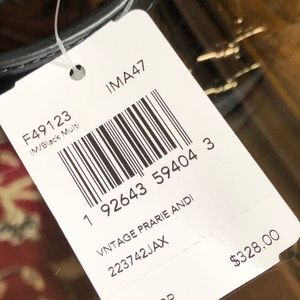 F49123
IMA47
IM/Black Multi
1 92643 59404 3
VNTAGE PRARIE ANDI
223742JAX
$328.00